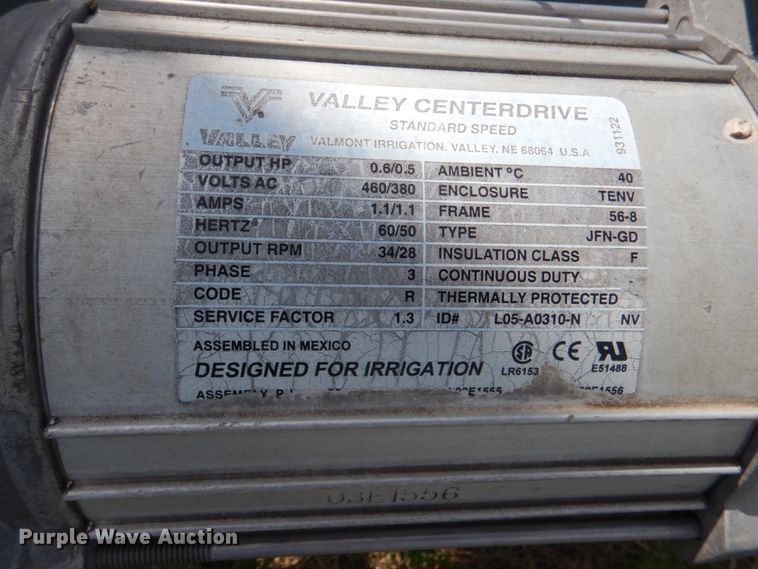 VALLEY CENTERDRIVE
STANDARD SPEED
VALLEY
VALMONT IRRIGATION, VALLEY, NE 68064 U.S.A.
931122
OUTPUT HP 0.6/0.5 AMBIENT °C 40
VOLTS AC 460/380 ENCLOSURE TENV
AMPS 1.1/1.1 FRAME 56-8
HERTZ 60/50 TYPE JFN-GD
OUTPUT RPM 34/28 INSULATION CLASS F
PHASE 3 CONTINUOUS DUTY
CODE R THERMALLY PROTECTED
SERVICE FACTOR 1.3 ID# L05-A0310-N NV
ASSEMBLED IN MEXICO
DESIGNED FOR IRRIGATION
LR6153 E51488
ASSEMBLY
03E1556
Purple Wave Auction